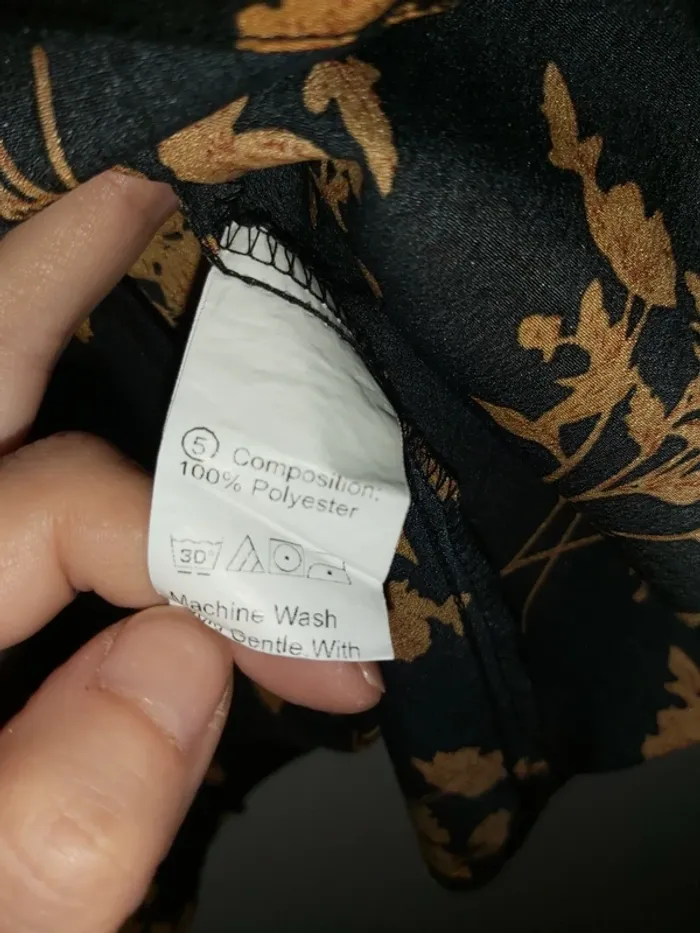 5 Composition:
100% Polyester
30°
Machine Wash
Gentle With